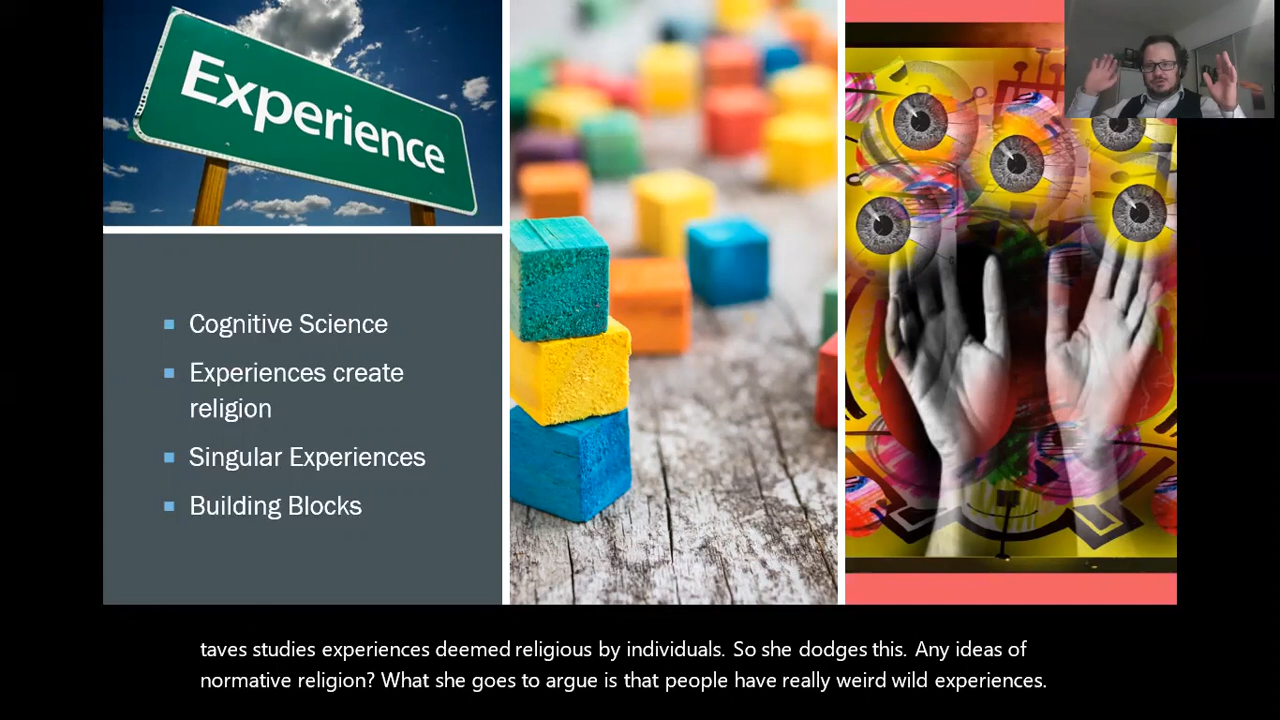 Experience
Cognitive Science
Experiences create
religion
Singular Experiences
Building Blocks
taves studies experiences deemed religious by individuals. So she dodges this. Any ideas of
normative religion? What she goes to argue is that people have really weird wild experiences.